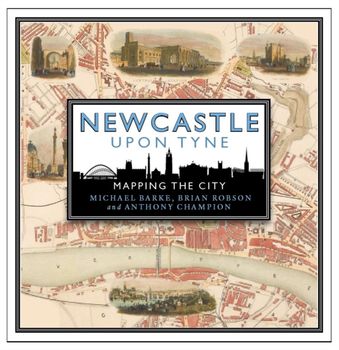 NEWCASTLE
UPON TYNE
MAPPING THE CITY
MICHAEL BARKE, BRIAN ROBSON
and ANTHONY CHAMPION